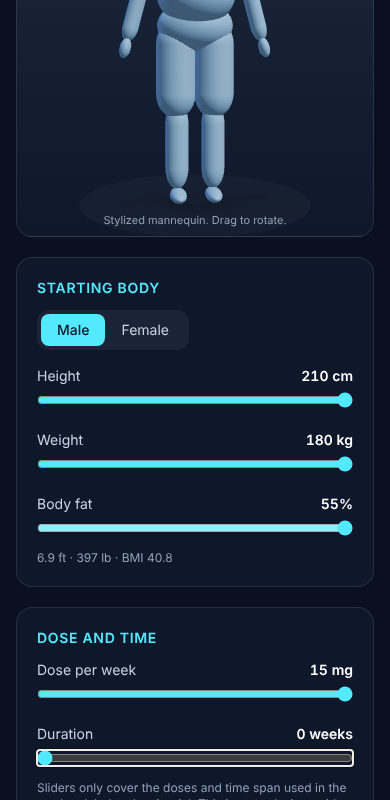 Stylized mannequin. Drag to rotate.
STARTING BODY
Male Female
Height 210 cm
Weight 180 kg
Body fat 55%
6.9 ft · 397 lb · BMI 40.8
DOSE AND TIME
Dose per week 15 mg
Duration 0 weeks
Sliders only cover the doses and time span used in the